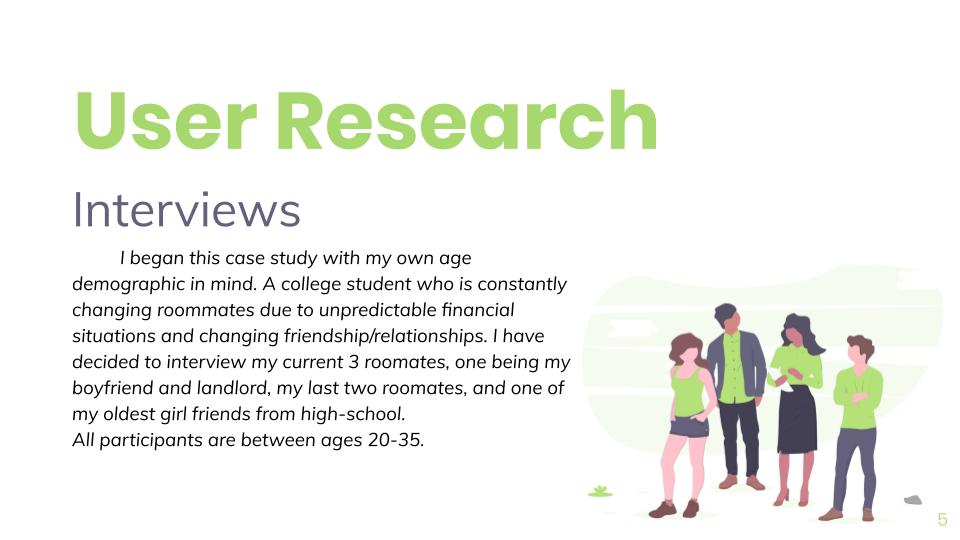 User Research
Interviews
I began this case study with my own age
demographic in mind. A college student who is constantly
changing roommates due to unpredictable financial
situations and changing friendship/relationships. I have
decided to interview my current 3 roomates, one being my
boyfriend and landlord, my last two roomates, and one of
my oldest girl friends from high-school.
All participants are between ages 20-35.
5